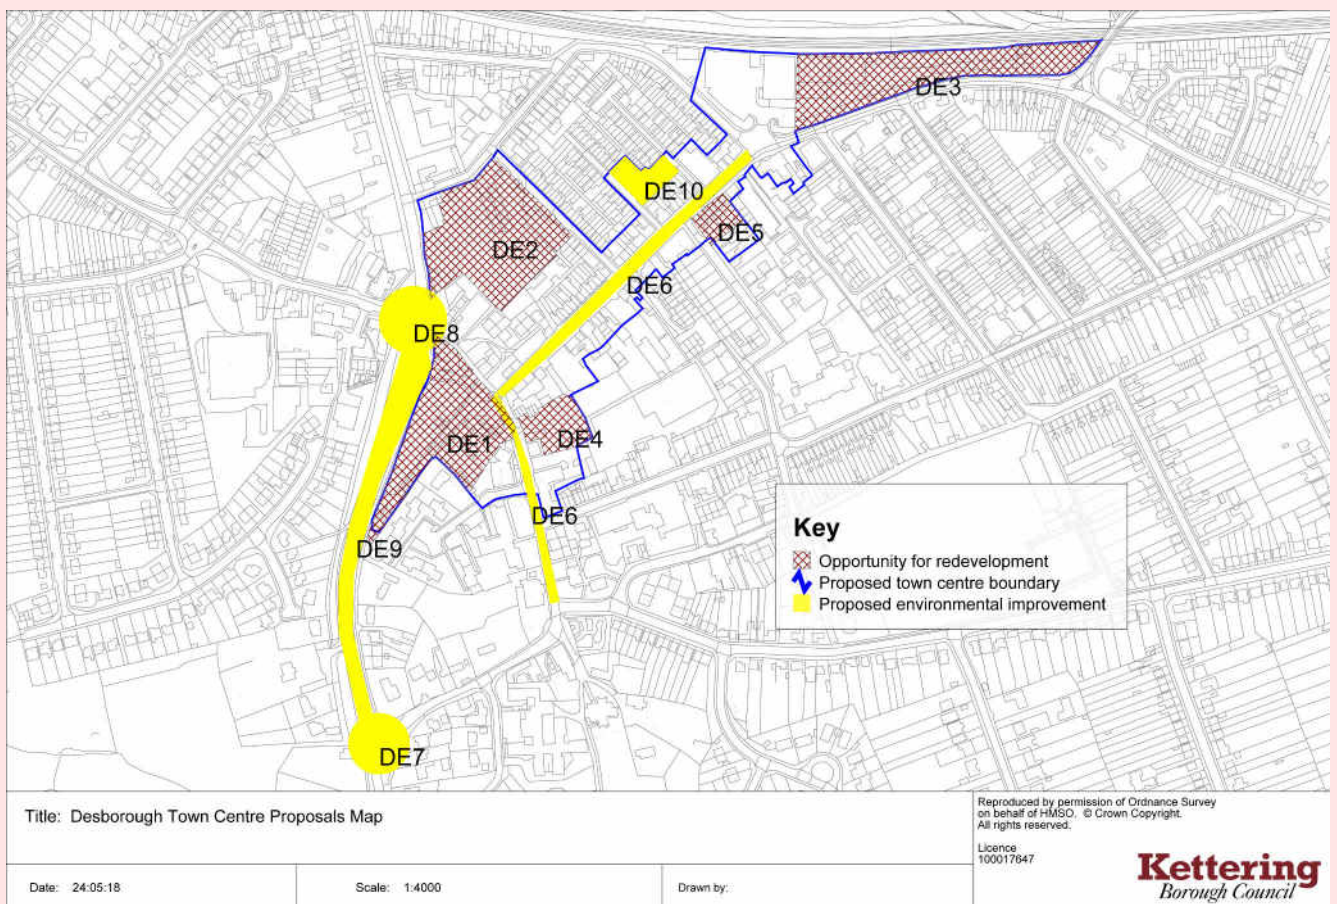 DE3
DE10
DE5
DE2
DE6
DE8
DE1
DE4
DE6
DE9
DE7
Key
Opportunity for redevelopment
Proposed town centre boundary
Proposed environmental improvement
Title: Desborough Town Centre Proposals Map
Reproduced by permission of Ordnance Survey
on behalf of HMSO. © Crown Copyright.
All rights reserved.
Licence
100017647
Date: 24:05:18
Scale: 1:4000
Drawn by:
Kettering
Borough Council